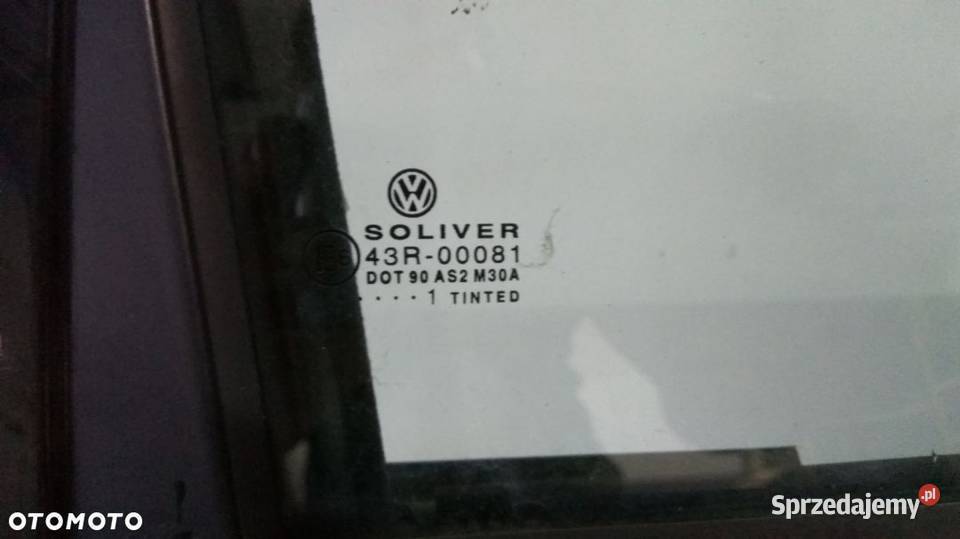 SOLIVER
43R-00081
DOT 90 AS2 M30A
....1 TINTED
OTOMOTO
Sprzedajemy.pl